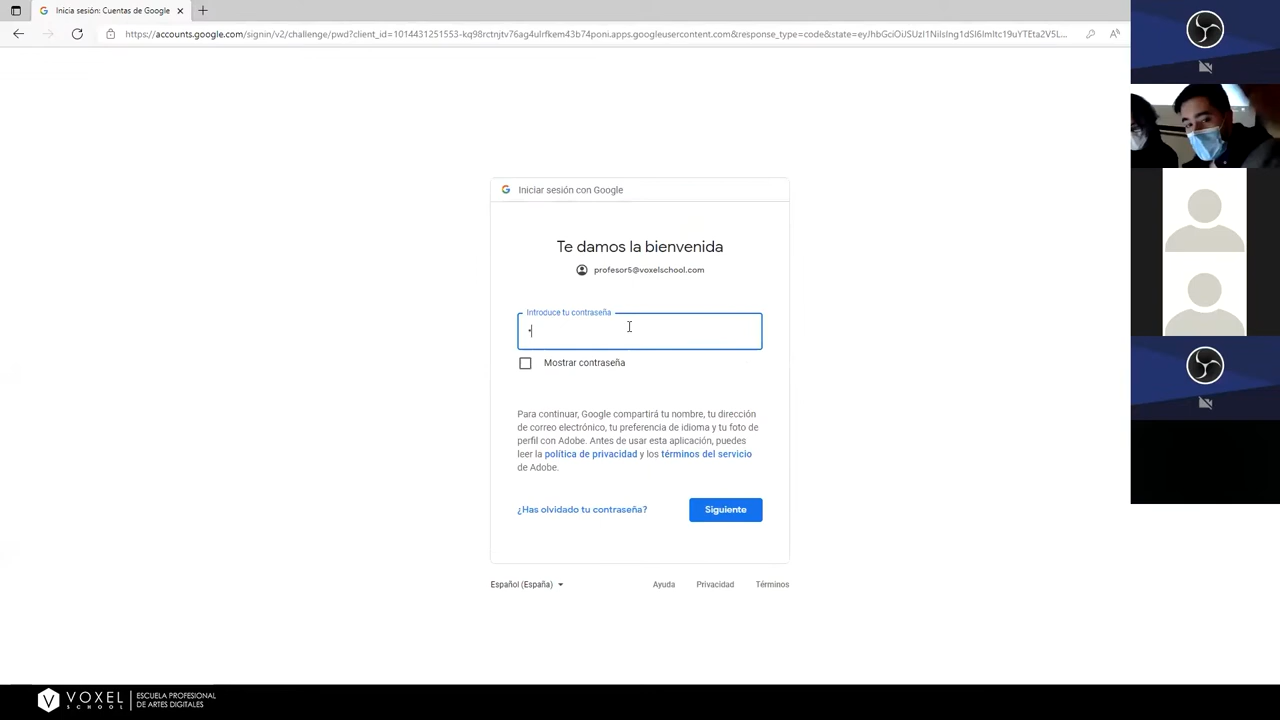 Inicia sesión: Cuentas de Google
https://accounts.google.com/signin/v2/challenge/pwd?client_id=1014431251553-kq98rctnjtv76ag4ulrfkem43b74poni.apps.googleusercontent.com&response_type=code&state=
Iniciar sesión con Google
Te damos la bienvenida
profesor5@voxelschool.com
Introduce tu contraseña
Mostrar contraseña
Para continuar, Google compartirá tu nombre, tu dirección
de correo electrónico, tu preferencia de idioma y tu foto de
perfil con Adobe. Antes de usar esta aplicación, puedes
leer la política de privacidad y los términos del servicio
de Adobe.
¿Has olvidado tu contraseña?
Siguiente
Español (España)
Ayuda
Privacidad
Términos
V VOXEL SCHOOL
ESCUELA PROFESIONAL
DE ARTES DIGITALES